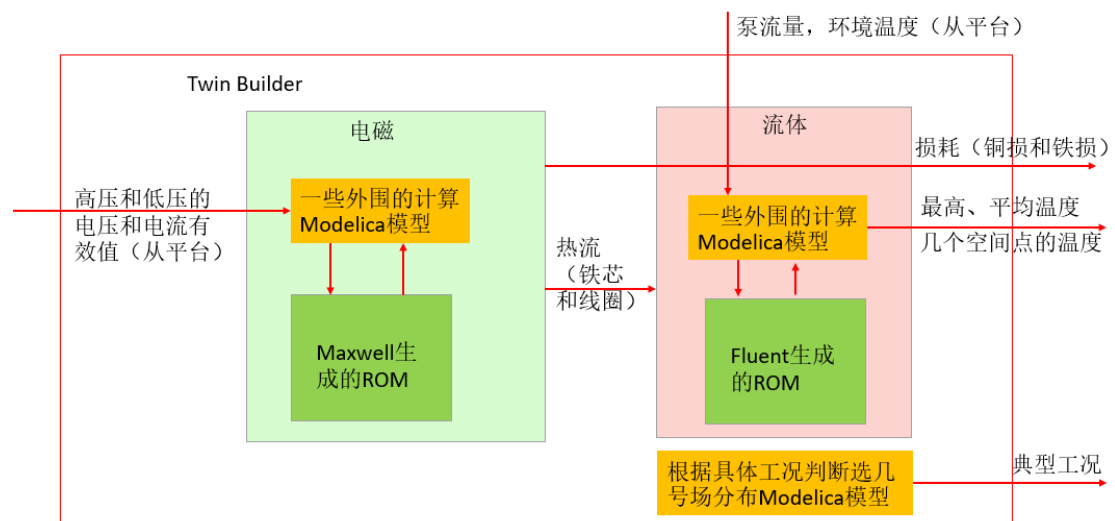 泵流量，环境温度（从平台）
Twin Builder
电磁
流体
损耗（铜损和铁损）
高压和低压的
电压和电流有
效值（从平台）
一些外围的计算
Modelica模型
一些外围的计算
Modelica模型
最高、平均温度
几个空间点的温度
热流
（铁芯
和线圈）
Maxwell生
成的ROM
Fluent生成
的ROM
根据具体工况判断选几
号场分布Modelica模型
典型工况